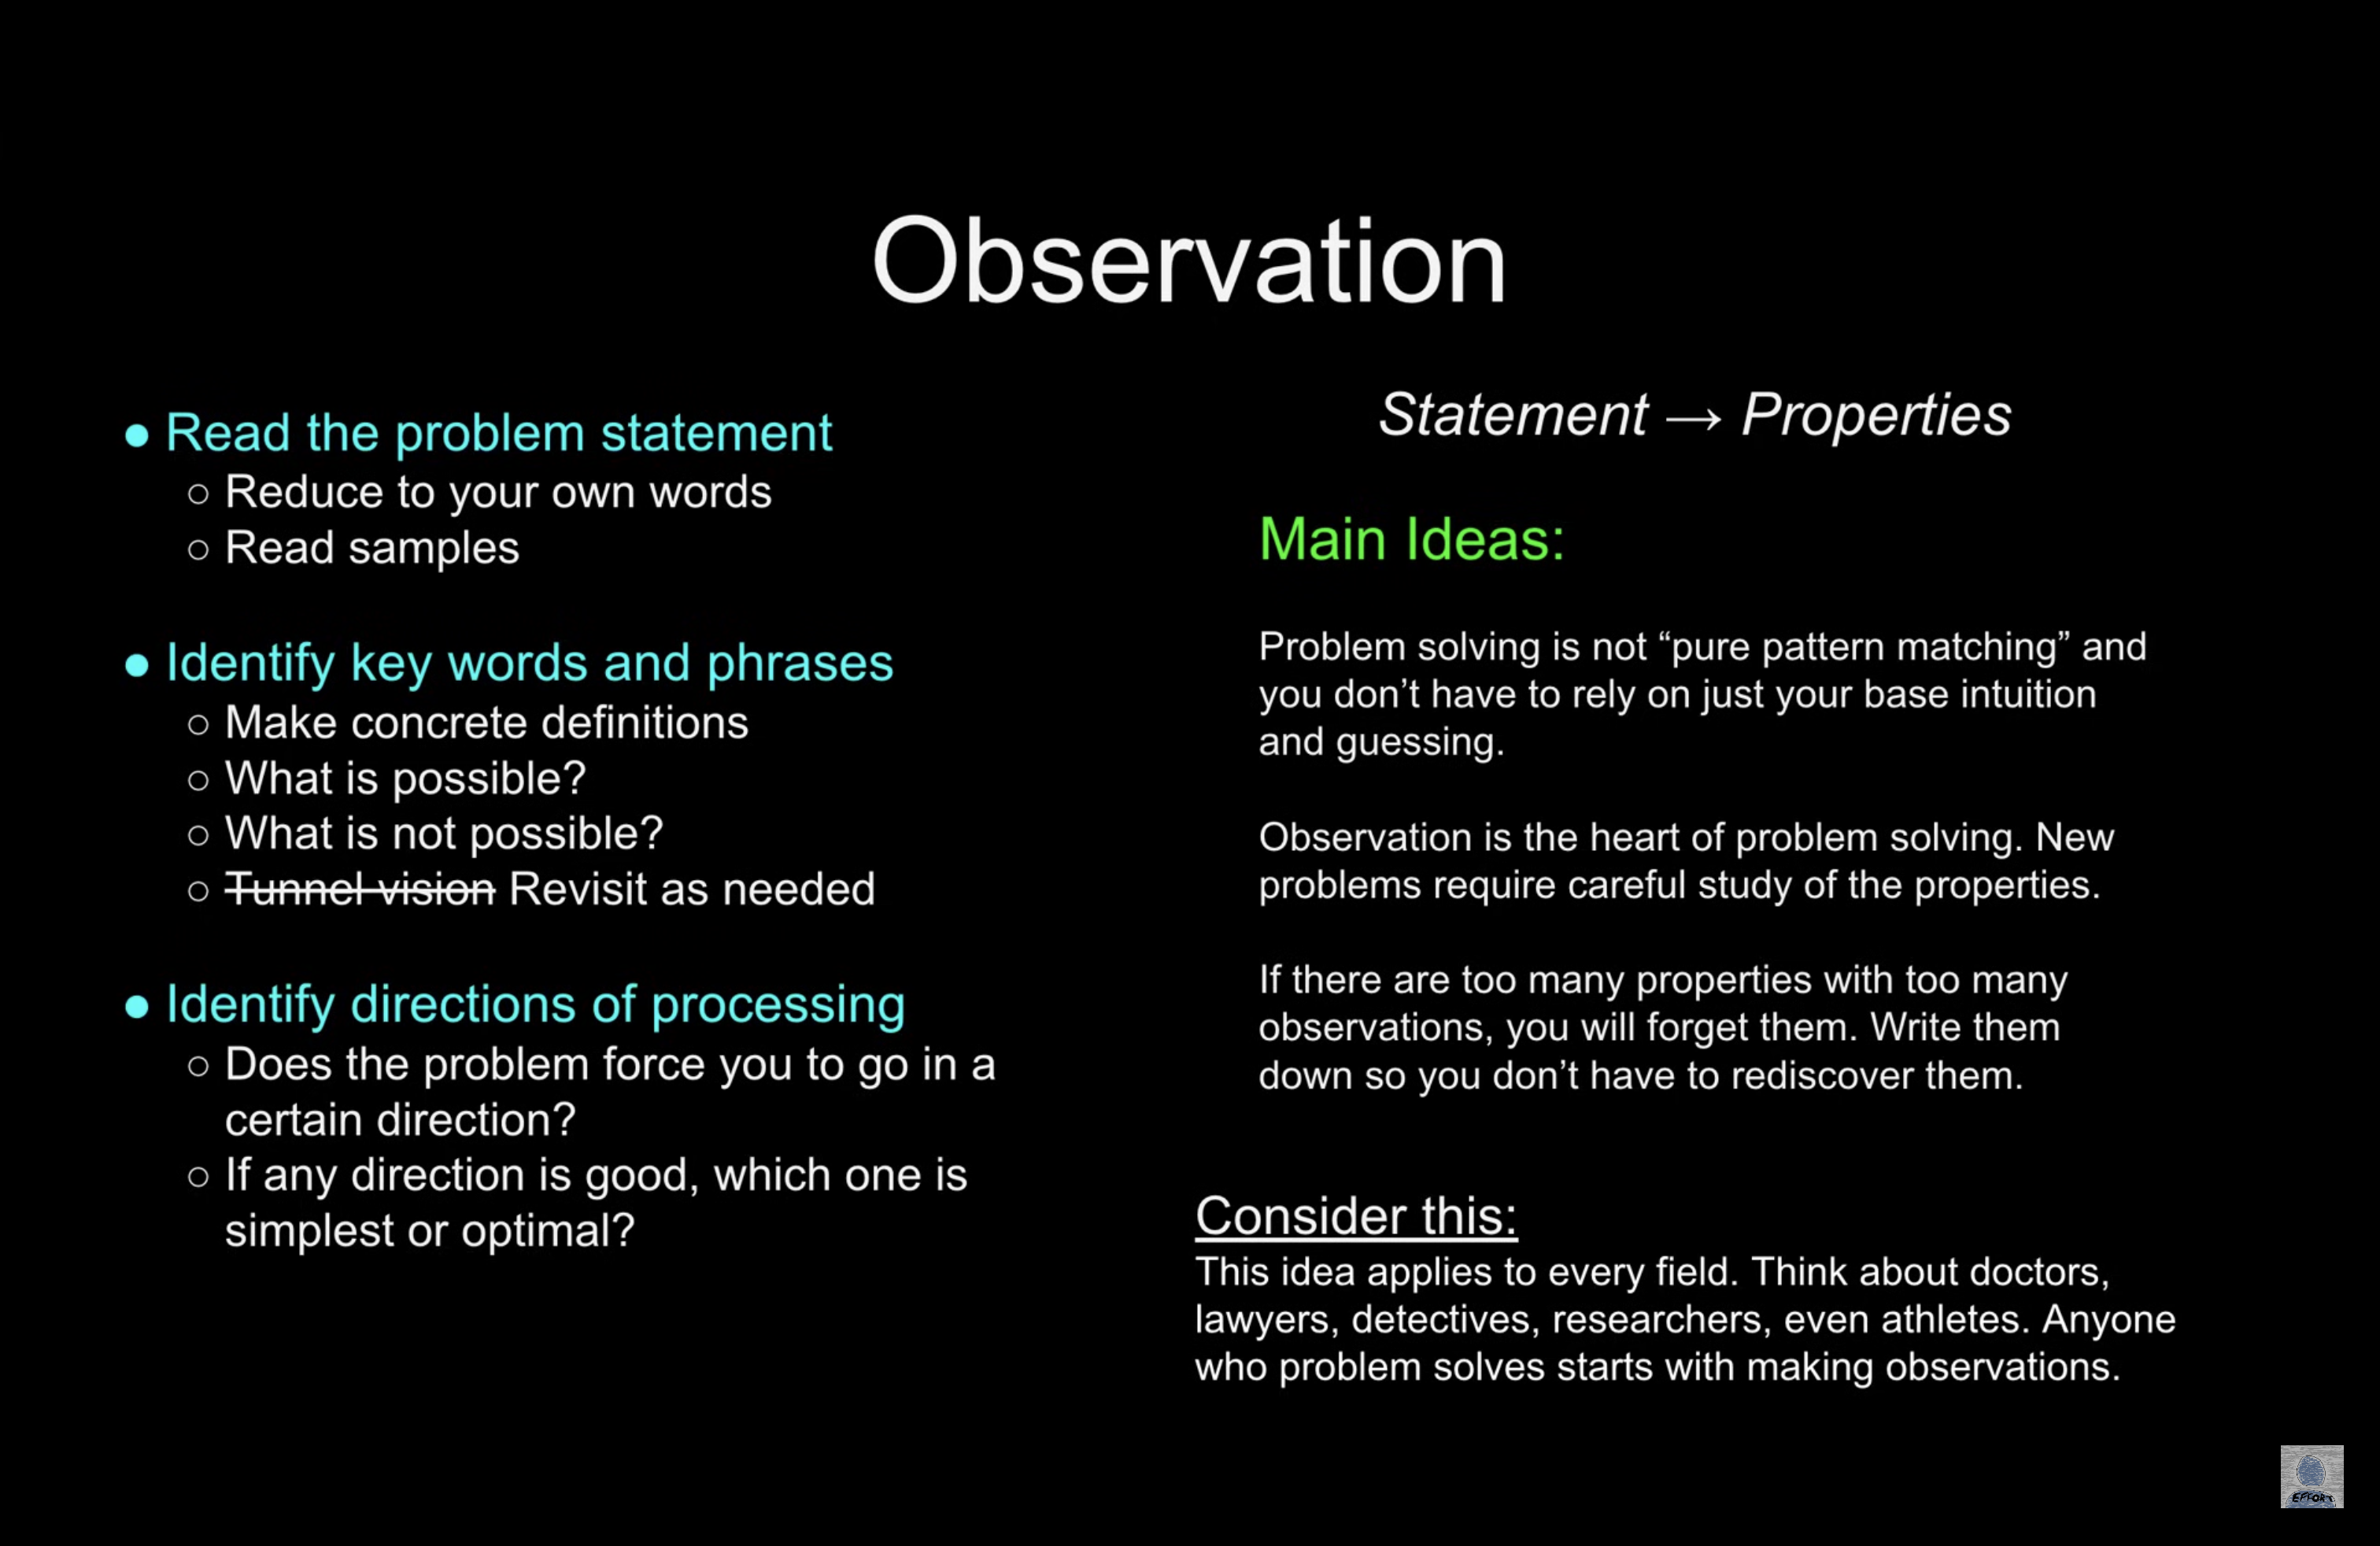 Observation
● Read the problem statement
○ Reduce to your own words
○ Read samples
● Identify key words and phrases
○ Make concrete definitions
○ What is possible?
○ What is not possible?
○ Tunnel vision Revisit as needed
● Identify directions of processing
○ Does the problem force you to go in a
certain direction?
○ If any direction is good, which one is
simplest or optimal?
Statement → Properties
Main Ideas:
Problem solving is not “pure pattern matching” and
you don’t have to rely on just your base intuition
and guessing.
Observation is the heart of problem solving. New
problems require careful study of the properties.
If there are too many properties with too many
observations, you will forget them. Write them
down so you don’t have to rediscover them.
Consider this:
This idea applies to every field. Think about doctors,
lawyers, detectives, researchers, even athletes. Anyone
who problem solves starts with making observations.
EFFORT